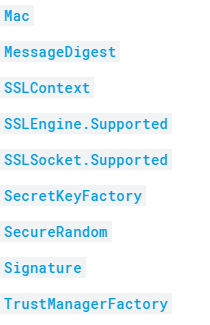 Mac
MessageDigest
SSLContext
SSLEngine.Supported
SSLSocket.Supported
SecretKeyFactory
SecureRandom
Signature
TrustManagerFactory